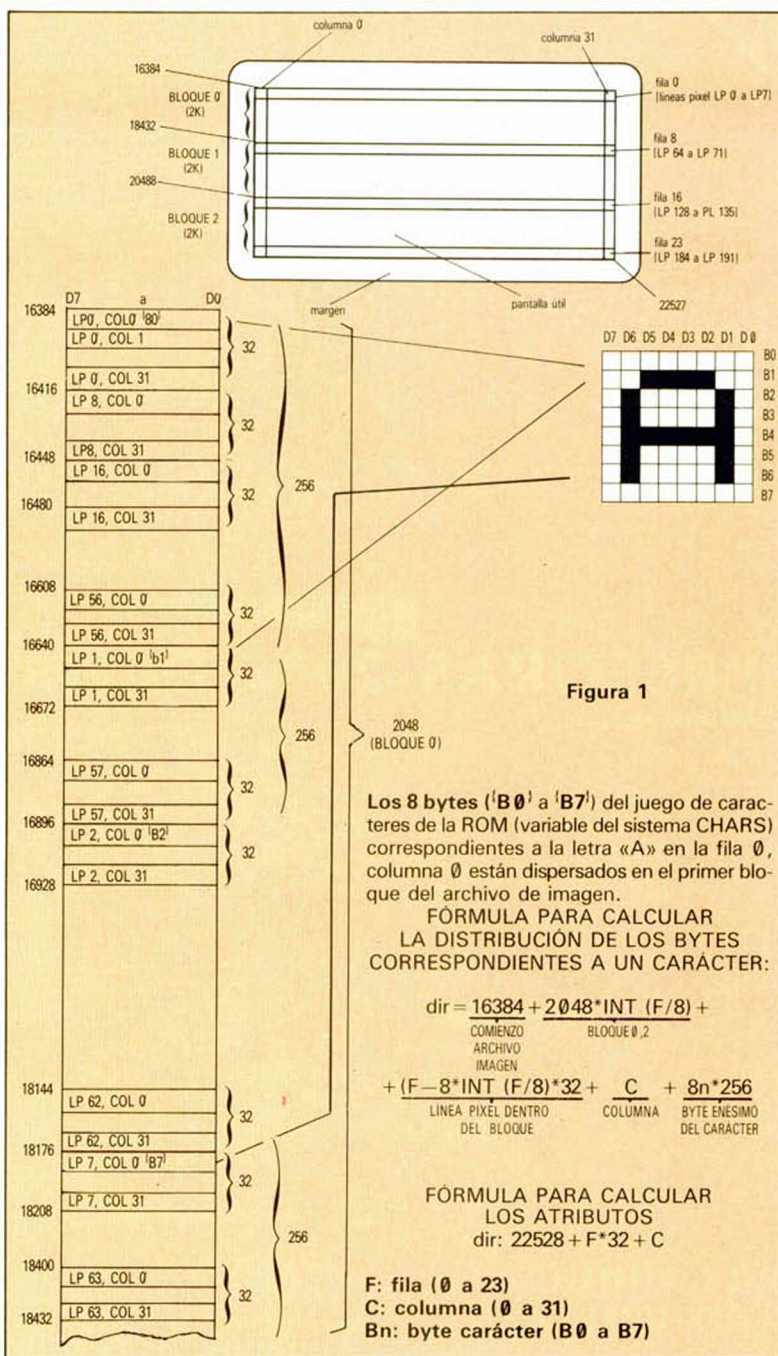 columna 0
columna 31
16384
fila 0
(lineas pixel LP 0 a LP7)
BLOQUE 0
(2K)
18432
fila 8
(LP 64 a LP 71)
BLOQUE 1
(2K)
20488
fila 16
(LP 128 a PL 135)
BLOQUE 2
(2K)
fila 23
(LP 184 a LP 191)
margen
pantalla útil
22527
D7 a D0
16384
LP0, COL0 '80'
LP 0, COL 1
32
LP 0, COL 31
16416
LP 8, COL 0
32
LP8, COL 31
16448
LP 16, COL 0
32
256
16480
LP 16, COL 31
16608
LP 56, COL 0
32
LP 56, COL 31
16640
LP 1, COL 0 'b1'
32
LP 1, COL 31
16672
256
2048
(BLOQUE 0)
16864
LP 57, COL 0
32
LP 57, COL 31
16896
LP 2, COL 0 'B2'
32
LP 2, COL 31
16928
18144
LP 62, COL 0
32
LP 62, COL 31
18176
LP 7, COL 0 'B7'
32
LP 7, COL 31
18208
256
18400
LP 63, COL 0
32
LP 63, COL 31
18432
D7 D6 D5 D4 D3 D2 D1 D0
B0
B1
B2
B3
B4
B5
B6
B7
Figura 1
Los 8 bytes ('B0' a 'B7') del juego de carac-
teres de la ROM (variable del sistema CHARS)
correspondientes a la letra «A» en la fila 0,
columna 0 están dispersados en el primer blo-
que del archivo de imagen.
FÓRMULA PARA CALCULAR
LA DISTRIBUCIÓN DE LOS BYTES
CORRESPONDIENTES A UN CARÁCTER:
dir = 16384 + 2048*INT (F/8) +
COMIENZO BLOQUE 0,2
ARCHIVO
IMAGEN
+ (F—8*INT (F/8)*32 + C + 8n*256
LINEA PIXEL DENTRO COLUMNA BYTE ENESIMO
DEL BLOQUE DEL CARÁCTER
FÓRMULA PARA CALCULAR
LOS ATRIBUTOS
dir: 22528 + F*32 + C
F: fila (0 a 23)
C: columna (0 a 31)
Bn: byte carácter (B0 a B7)